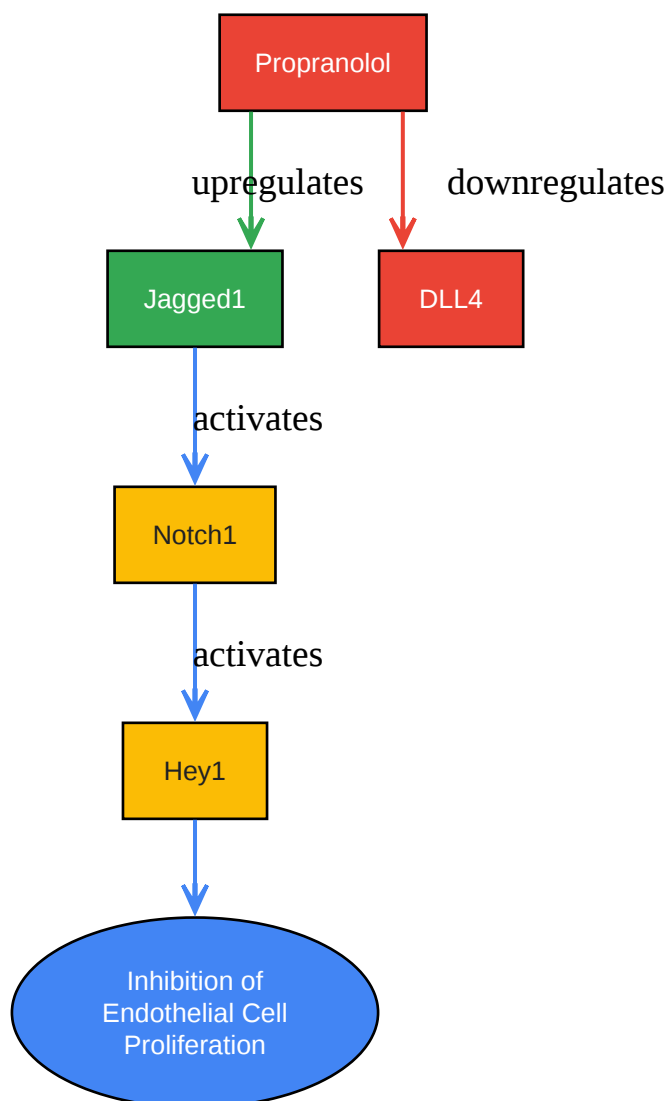 Propranolol
upregulates
downregulates
Jagged1
DLL4
activates
Notch1
activates
Hey1
Inhibition of
Endothelial Cell
Proliferation